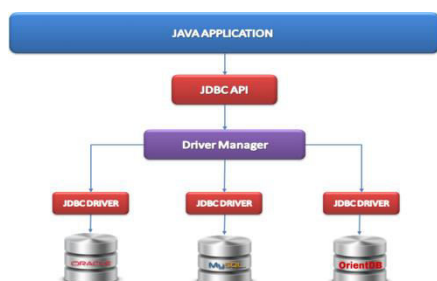 JAVA APPLICATION
JDBC API
Driver Manager
JDBC DRIVER
JDBC DRIVER
JDBC DRIVER
ORACLE
MySQL
OrientDB